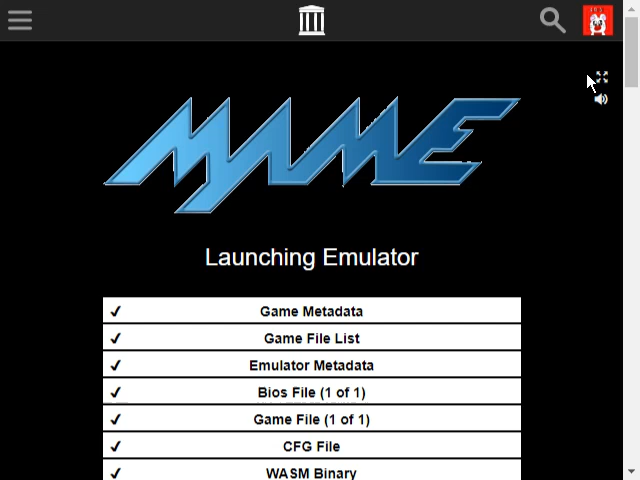 MAME
Launching Emulator
✔ Game Metadata
✔ Game File List
✔ Emulator Metadata
✔ Bios File (1 of 1)
✔ Game File (1 of 1)
✔ CFG File
✔ WASM Binary